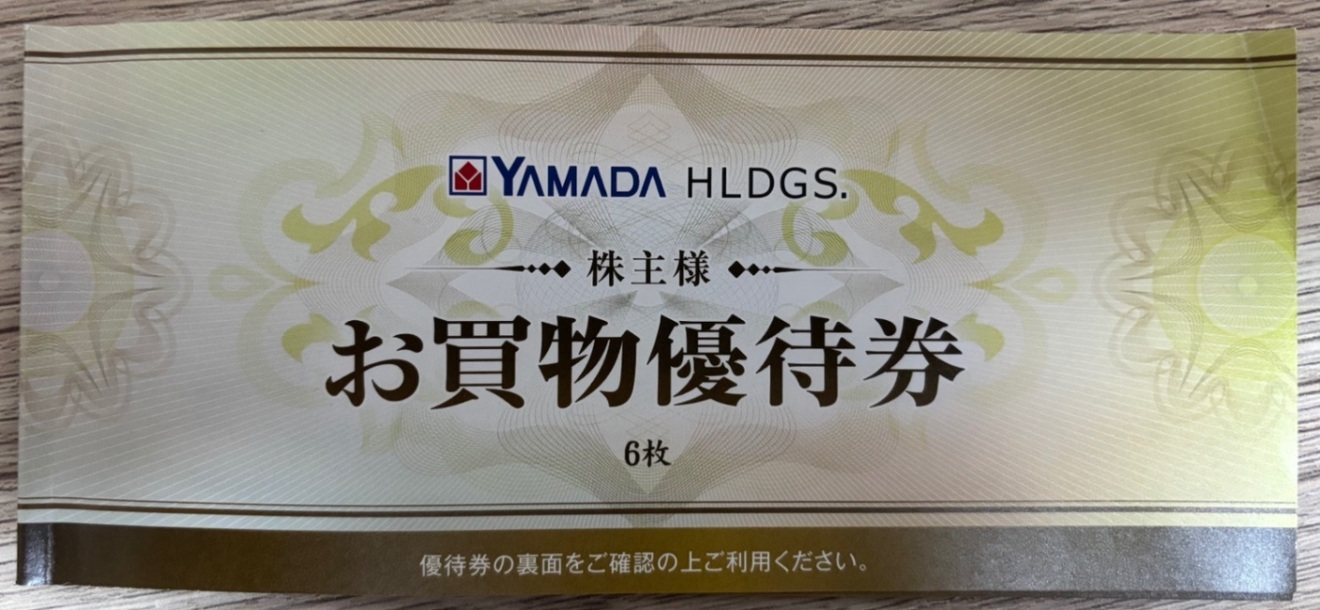 YAMADA HLDGS.
株主様
お買物優待券
6枚
優待券の裏面をご確認の上ご利用ください。